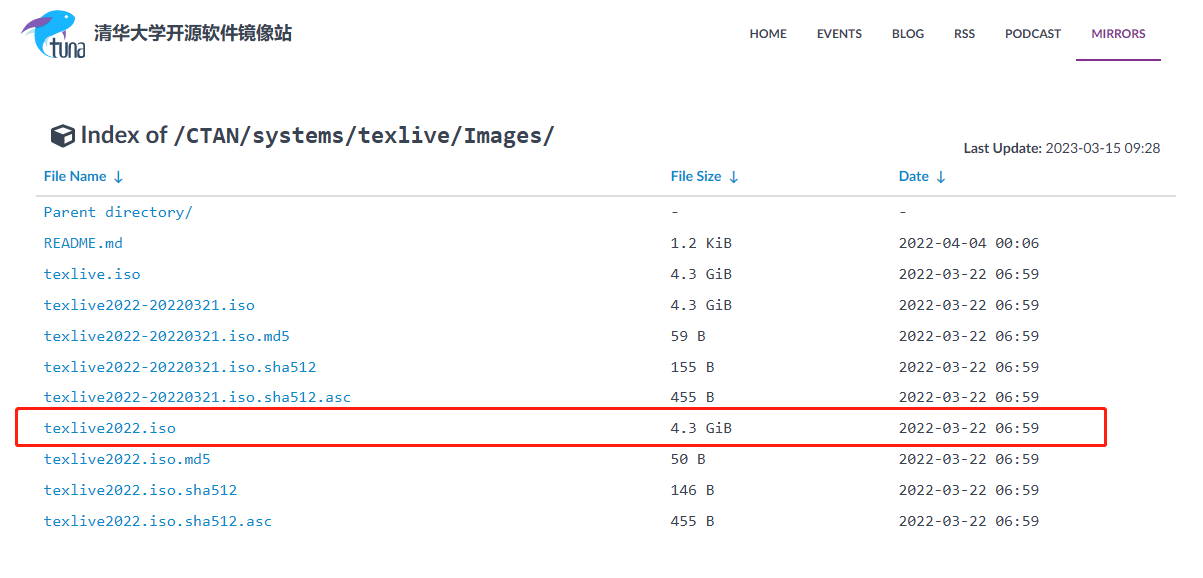 tuna 清华大学开源软件镜像站 HOME EVENTS BLOG RSS PODCAST MIRRORS
Index of /CTAN/systems/texlive/Images/
Last Update: 2023-03-15 09:28
File Name ↓ File Size ↓ Date ↓
Parent directory/ - -
README.md 1.2 KiB 2022-04-04 00:06
texlive.iso 4.3 GiB 2022-03-22 06:59
texlive2022-20220321.iso 4.3 GiB 2022-03-22 06:59
texlive2022-20220321.iso.md5 59 B 2022-03-22 06:59
texlive2022-20220321.iso.sha512 155 B 2022-03-22 06:59
texlive2022-20220321.iso.sha512.asc 455 B 2022-03-22 06:59
texlive2022.iso 4.3 GiB 2022-03-22 06:59
texlive2022.iso.md5 50 B 2022-03-22 06:59
texlive2022.iso.sha512 146 B 2022-03-22 06:59
texlive2022.iso.sha512.asc 455 B 2022-03-22 06:59